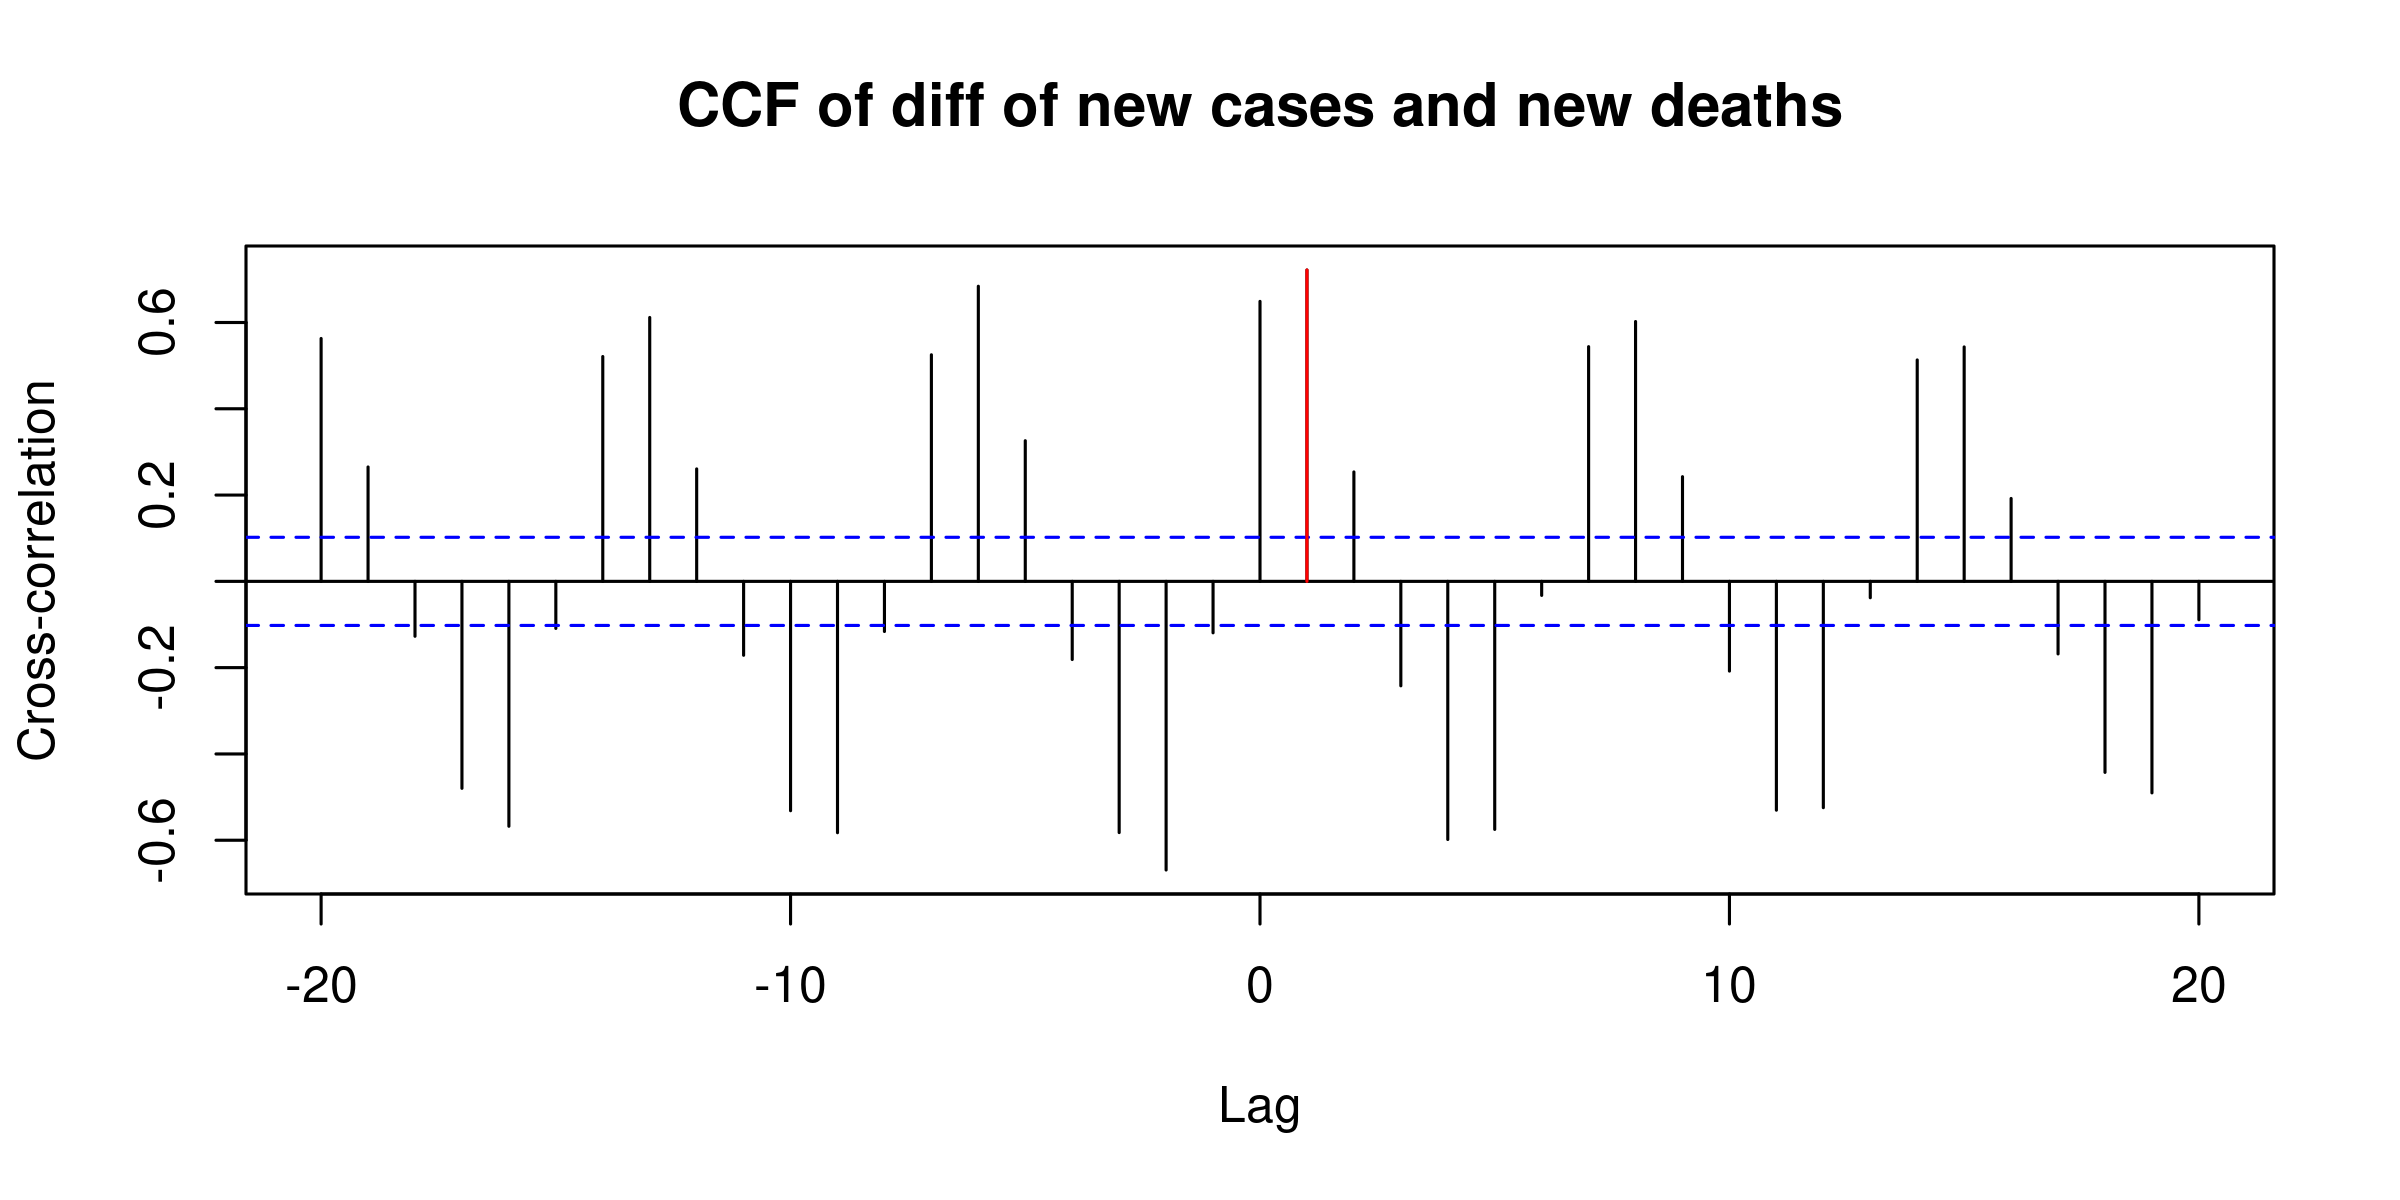 CCF of diff of new cases and new deaths
Cross-correlation
0.6
0.2
-0.2
-0.6
-20 -10 0 10 20
Lag